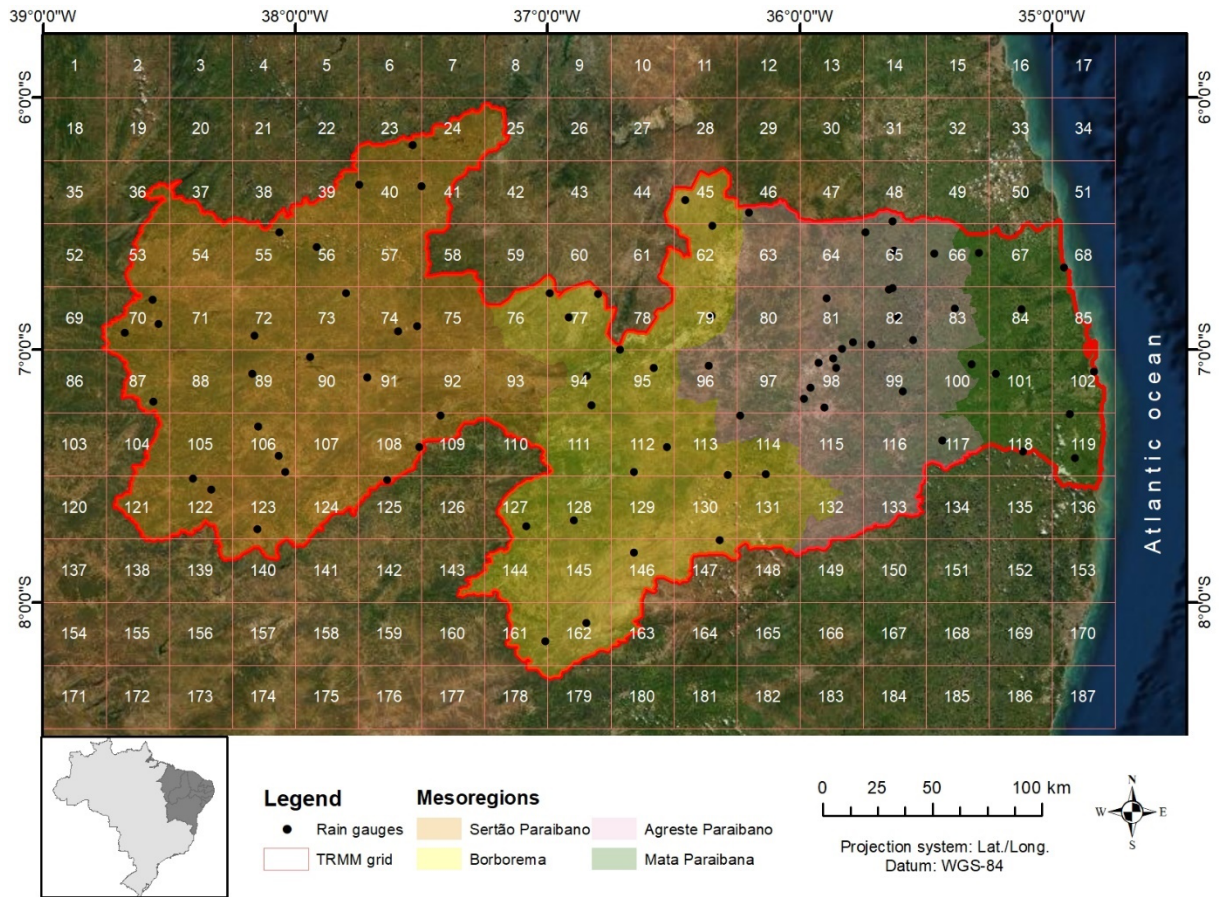 39°0'0"W 38°0'0"W 37°0'0"W 36°0'0"W 35°0'0"W
1 2 3 4 5 6 7 8 9 10 11 12 13 14 15 16 17
6°0'0"S 6°0'0"S
18 19 20 21 22 23 24 25 26 27 28 29 30 31 32 33 34
35 36 37 38 39 40 41 42 43 44 45 46 47 48 49 50 51
52 53 54 55 56 57 58 59 60 61 62 63 64 65 66 67 68
69 70 71 72 73 74 75 76 77 78 79 80 81 82 83 84 85
7°0'0"S 7°0'0"S
86 87 88 89 90 91 92 93 94 95 96 97 98 99 100 101 102
103 104 105 106 107 108 109 110 111 112 113 114 115 116 117 118 119
120 121 122 123 124 125 126 127 128 129 130 131 132 133 134 135 136
137 138 139 140 141 142 143 144 145 146 147 148 149 150 151 152 153
8°0'0"S 8°0'0"S
154 155 156 157 158 159 160 161 162 163 164 165 166 167 168 169 170
171 172 173 174 175 176 177 178 179 180 181 182 183 184 185 186 187
Atlantic ocean
Legend
Rain gauges
TRMM grid
Mesoregions
Sertão Paraibano
Borborema
Agreste Paraibano
Mata Paraibana
0 25 50 100 km
Projection system: Lat./Long.
Datum: WGS-84
N
W E
S